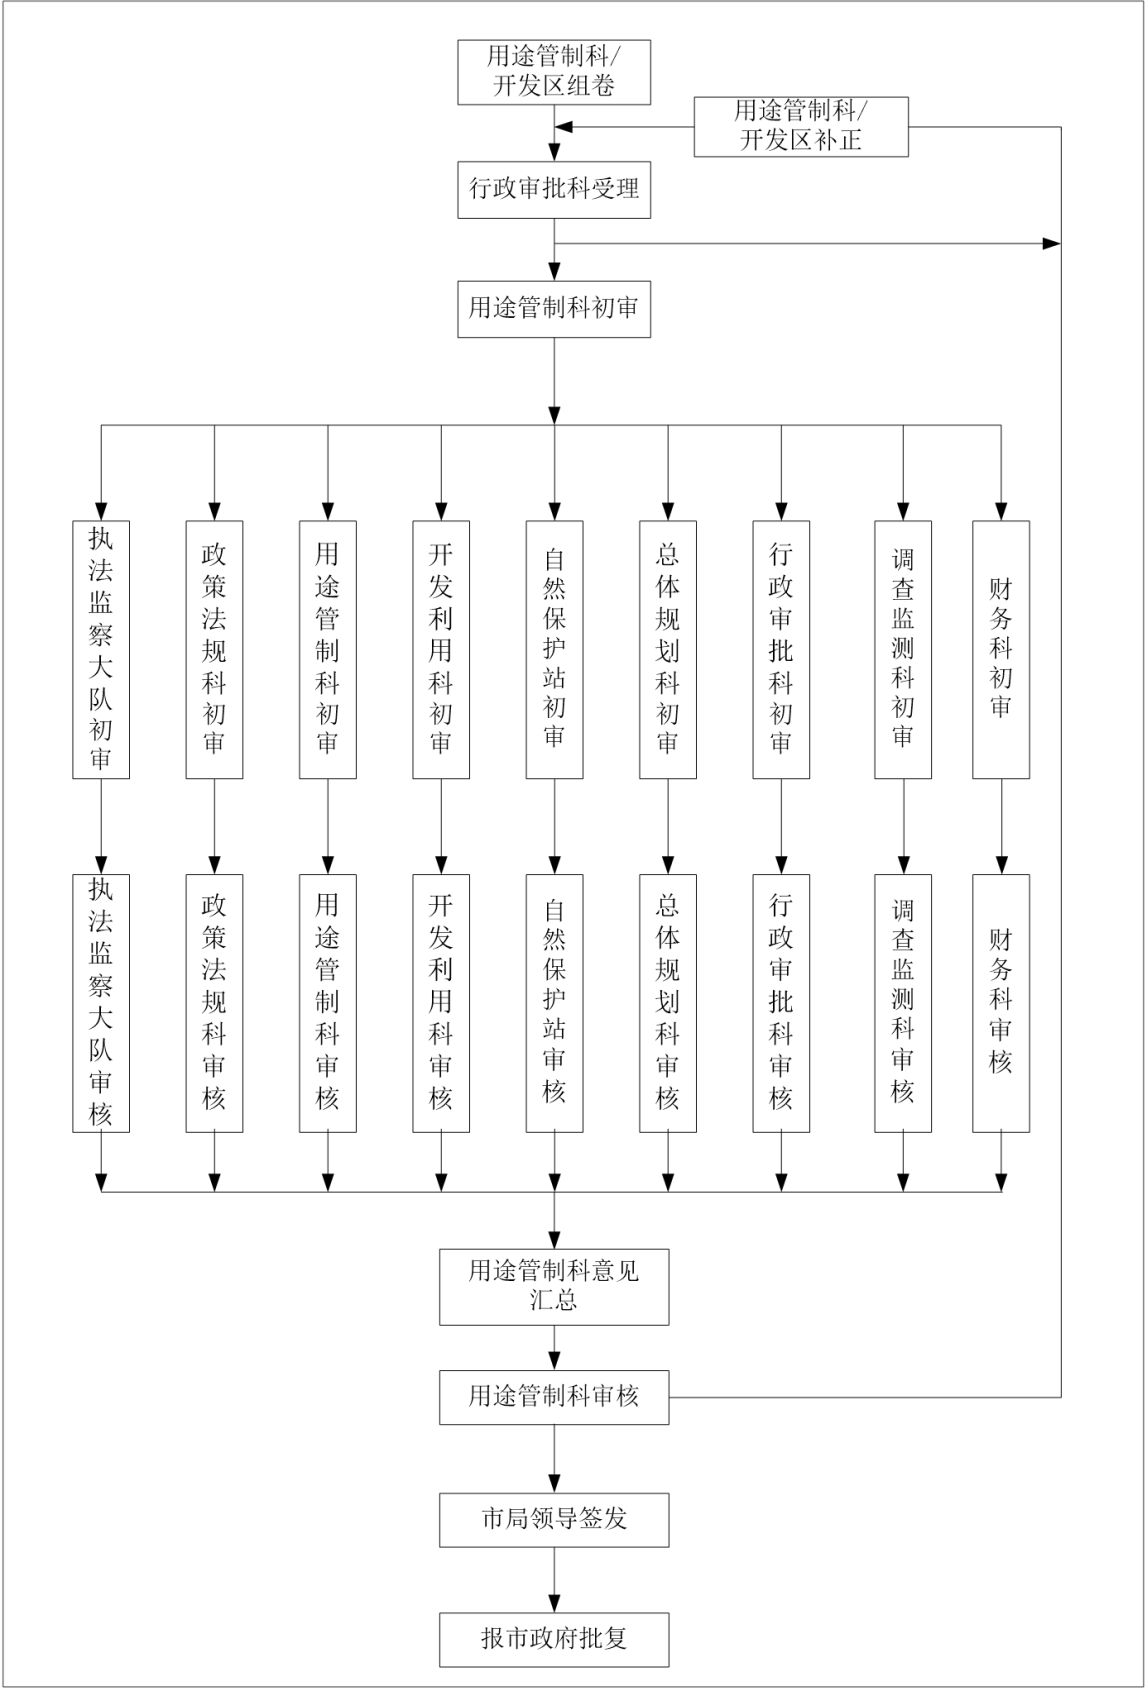 用途管制科/
开发区组卷
用途管制科/
开发区补正
行政审批科受理
用途管制科初审
执法监察大队初审
政策法规科初审
用途管制科初审
开发利用科初审
自然保护站初审
总体规划科初审
行政审批科初审
调查监测科初审
财务科初审
执法监察大队审核
政策法规科审核
用途管制科审核
开发利用科审核
自然保护站审核
总体规划科审核
行政审批科审核
调查监测科审核
财务科审核
用途管制科意见
汇总
用途管制科审核
市局领导签发
报市政府批复